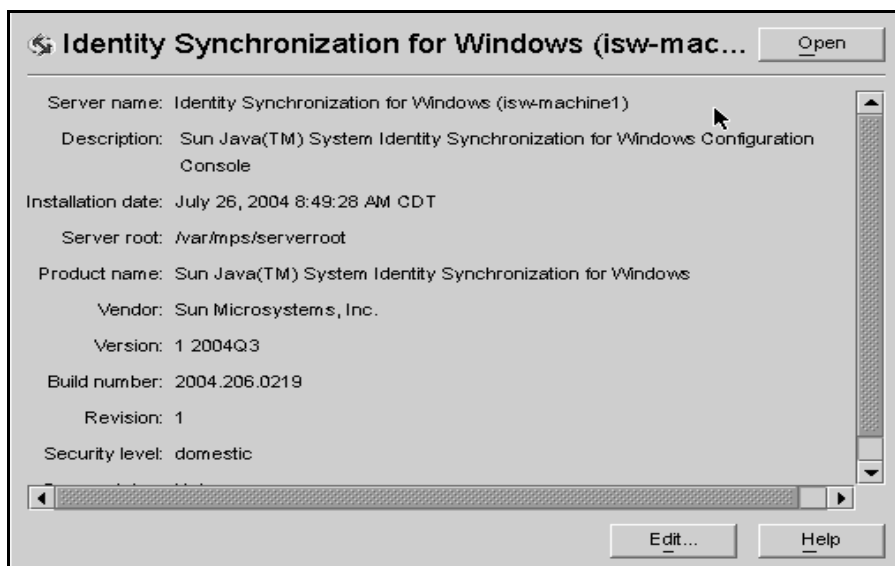 Identity Synchronization for Windows (isw-mac...
Open
Server name: Identity Synchronization for Windows (isw-machine1)
Description: Sun Java(TM) System Identity Synchronization for Windows Configuration
Console
Installation date: July 26, 2004 8:49:28 AM CDT
Server root: /var/mps/serverroot
Product name: Sun Java(TM) System Identity Synchronization for Windows
Vendor: Sun Microsystems, Inc.
Version: 1 2004Q3
Build number: 2004.206.0219
Revision: 1
Security level: domestic
Edit...
Help